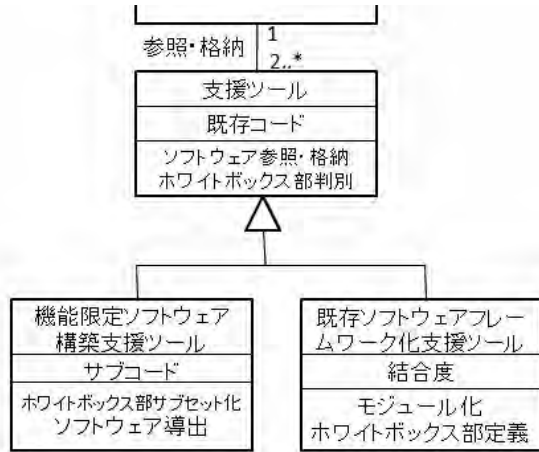 参照・格納
1
2..*
支援ツール
既存コード
ソフトウェア参照・格納
ホワイトボックス部判別
機能限定ソフトウェア
構築支援ツール
サブコード
ホワイトボックス部サブセット化
ソフトウェア導出
既存ソフトウェアフレー
ムワーク化支援ツール
結合度
モジュール化
ホワイトボックス部定義